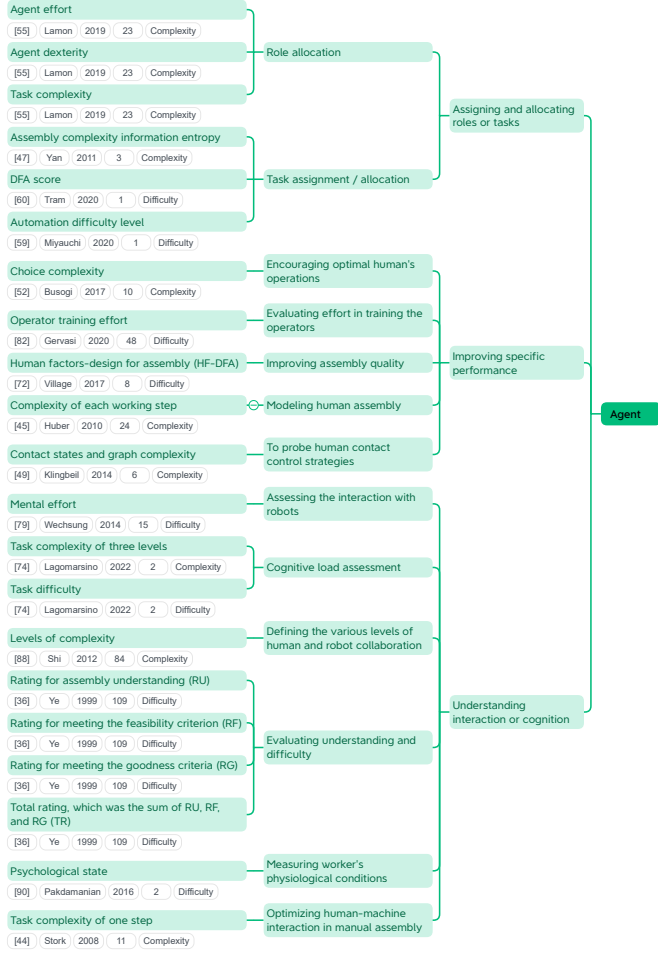 Agent effort
[55] Lamon 2019 23 Complexity
Agent dexterity
Role allocation
[55] Lamon 2019 23 Complexity
Task complexity
Assigning and allocating
roles or tasks
[55] Lamon 2019 23 Complexity
Assembly complexity information entropy
[47] Yan 2011 3 Complexity
DFA score
Task assignment / allocation
[60] Tram 2020 1 Difficulty
Automation difficulty level
[59] Miyauchi 2020 1 Difficulty
Choice complexity
Encouraging optimal human's
operations
[52] Busogi 2017 10 Complexity
Operator training effort
Evaluating effort in training the
operators
[82] Gervasi 2020 48 Difficulty
Human factors-design for assembly (HF-DFA)
Improving assembly quality
Improving specific
performance
[72] Village 2017 8 Difficulty
Complexity of each working step
Modeling human assembly
Agent
[45] Huber 2010 24 Complexity
Contact states and graph complexity
To probe human contact
control strategies
[49] Klingbeil 2014 6 Complexity
Mental effort
Assessing the interaction with
robots
[79] Wechsung 2014 15 Difficulty
Task complexity of three levels
[74] Lagomarsino 2022 2 Complexity
Cognitive load assessment
Task difficulty
[74] Lagomarsino 2022 2 Difficulty
Levels of complexity
Defining the various levels of
human and robot collaboration
[88] Shi 2012 84 Complexity
Rating for assembly understanding (RU)
[36] Ye 1999 109 Difficulty
Understanding
interaction or cognition
Rating for meeting the feasibility criterion (RF)
[36] Ye 1999 109 Difficulty
Evaluating understanding and
difficulty
Rating for meeting the goodness criteria (RG)
[36] Ye 1999 109 Difficulty
Total rating, which was the sum of RU, RF,
and RG (TR)
[36] Ye 1999 109 Difficulty
Psychological state
Measuring worker's
physiological conditions
[90] Pakdamanian 2016 2 Difficulty
Task complexity of one step
Optimizing human-machine
interaction in manual assembly
[44] Stork 2008 11 Complexity